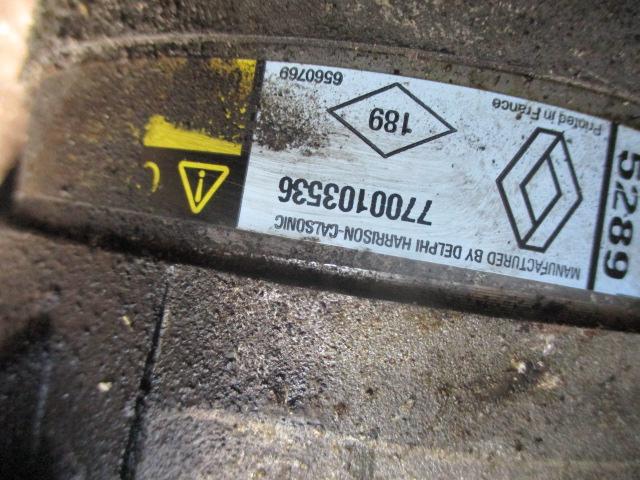 5289
MANUFACTURED BY DELPHI HARRISON-CALSONIC
7700103536
189
Printed in France
6560769